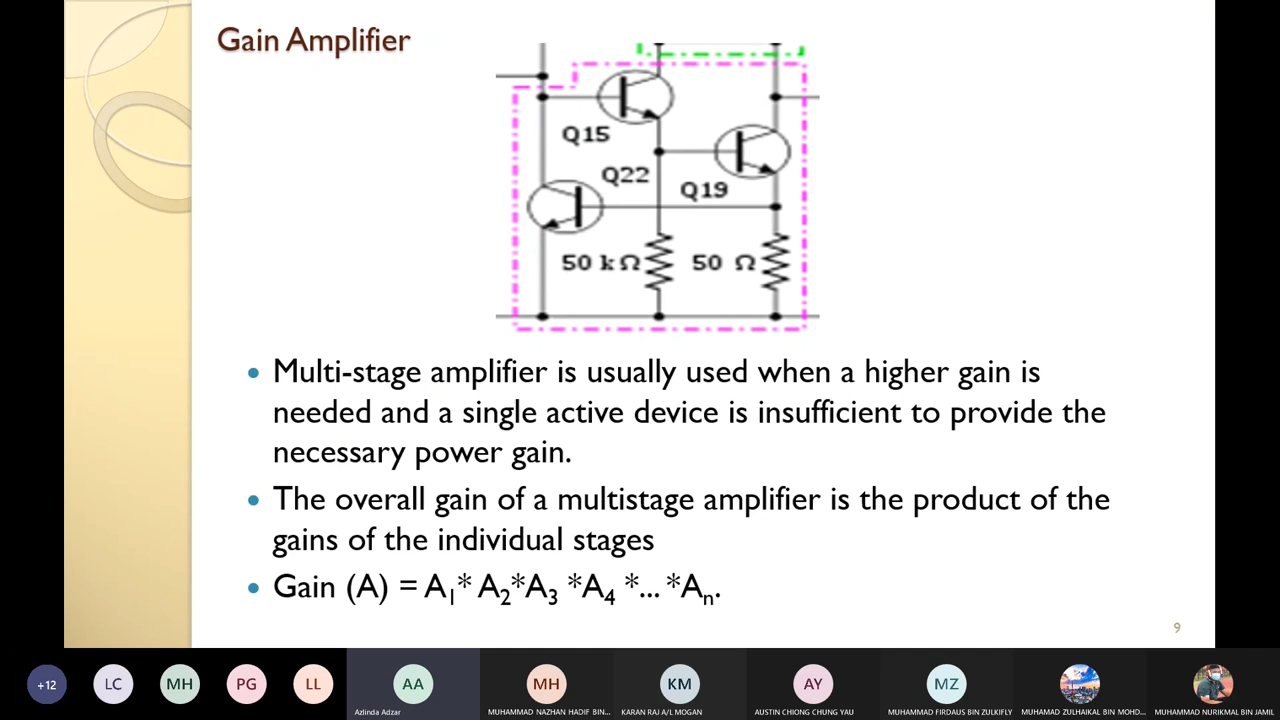 Gain Amplifier
Q15
Q22
Q19
50 kΩ
50 Ω
• Multi-stage amplifier is usually used when a higher gain is
needed and a single active device is insufficient to provide the
necessary power gain.
• The overall gain of a multistage amplifier is the product of the
gains of the individual stages
• Gain (A) = A1* A2*A3 *A4 *... *An.
9
+12
LC
MH
PG
LL
AA
Azlinda Adzar
MH
MUHAMMAD NAZHAN HADIF BIN...
KM
KARAN RAJ A/L MOGAN
AY
AUSTIN CHIONG CHUNG YAU
MZ
MUHAMMAD FIRDAUS BIN ZULKIFLY
MUHAMAD ZULHAIKAL BIN MOHD...
MUHAMMAD NURIKMAL BIN JAMIL